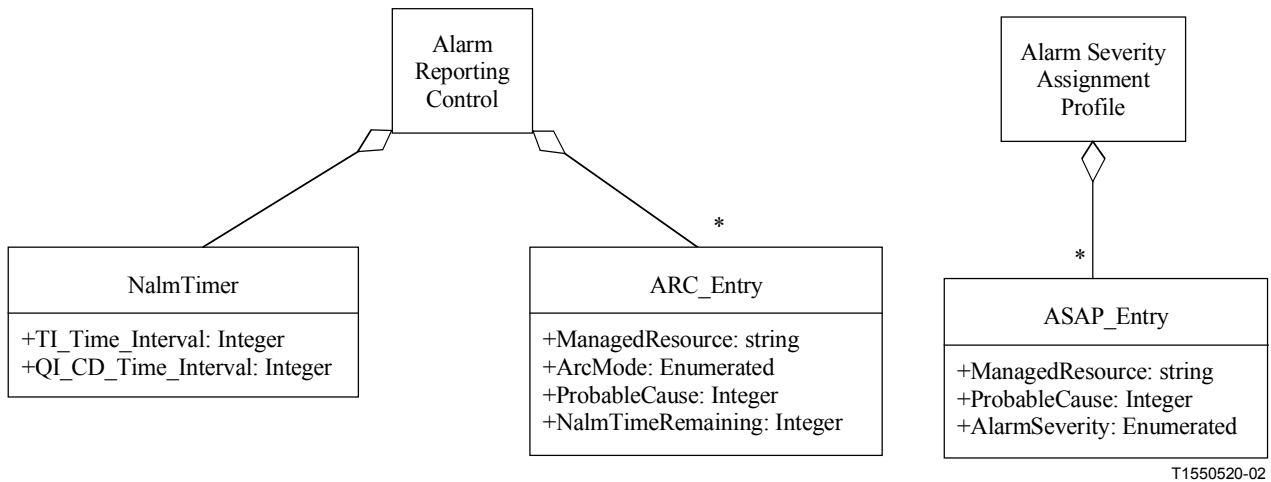 Alarm
Reporting
Control
Alarm Severity
Assignment
Profile
*
*
NalmTimer
+TI_Time_Interval: Integer
+QI_CD_Time_Interval: Integer
ARC_Entry
+ManagedResource: string
+ArcMode: Enumerated
+ProbableCause: Integer
+NalmTimeRemaining: Integer
ASAP_Entry
+ManagedResource: string
+ProbableCause: Integer
+AlarmSeverity: Enumerated
T1550520-02